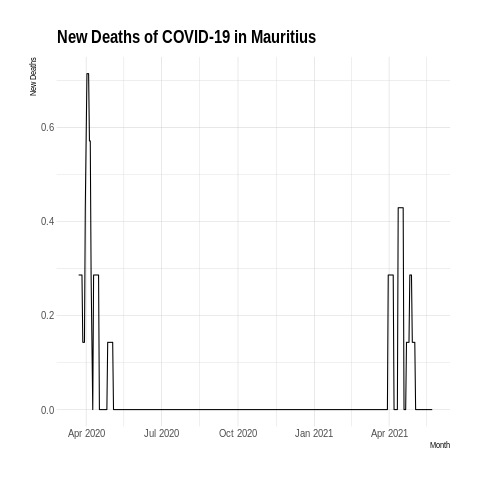 New Deaths of COVID-19 in Mauritius
New Deaths
0.6
0.4
0.2
0.0
Apr 2020 Jul 2020 Oct 2020 Jan 2021 Apr 2021
Month